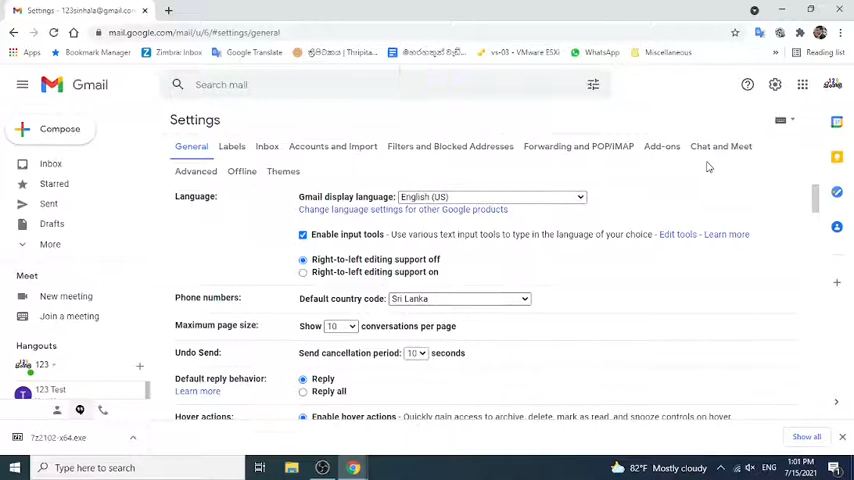 Settings - 123sinhala@gmail.co
mail.google.com/mail/u/6/#settings/general
Apps Bookmark Manager Zimbra: Inbox Google Translate ත්‍රිපිටකය | Thripita... vs-03 - VMware ESXi WhatsApp Miscellaneous » Reading list
Gmail Search mail
Settings
Compose
General Labels Inbox Accounts and Import Filters and Blocked Addresses Forwarding and POP/IMAP Add-ons Chat and Meet
Advanced Offline Themes
Inbox
Starred
Sent
Drafts
More
Meet
New meeting
Join a meeting
Hangouts
123
123 Test
Language: Gmail display language: English (US)
Change language settings for other Google products
Enable input tools - Use various text input tools to type in the language of your choice - Edit tools - Learn more
Right-to-left editing support off
Right-to-left editing support on
Phone numbers: Default country code: Sri Lanka
Maximum page size: Show 10 conversations per page
Undo Send: Send cancellation period: 10 seconds
Default reply behavior: Reply
Learn more Reply all
Hover actions: Enable hover actions - Quickly gain access to archive, delete, mark as read, and snooze controls on hover.
7z2102-x64.exe Show all
Type here to search 82°F Mostly cloudy ENG 1:01 PM
7/15/2021